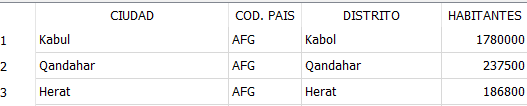 CIUDAD COD. PAIS DISTRITO HABITANTES
1 Kabul AFG Kabol 1780000
2 Qandahar AFG Qandahar 237500
3 Herat AFG Herat 186800